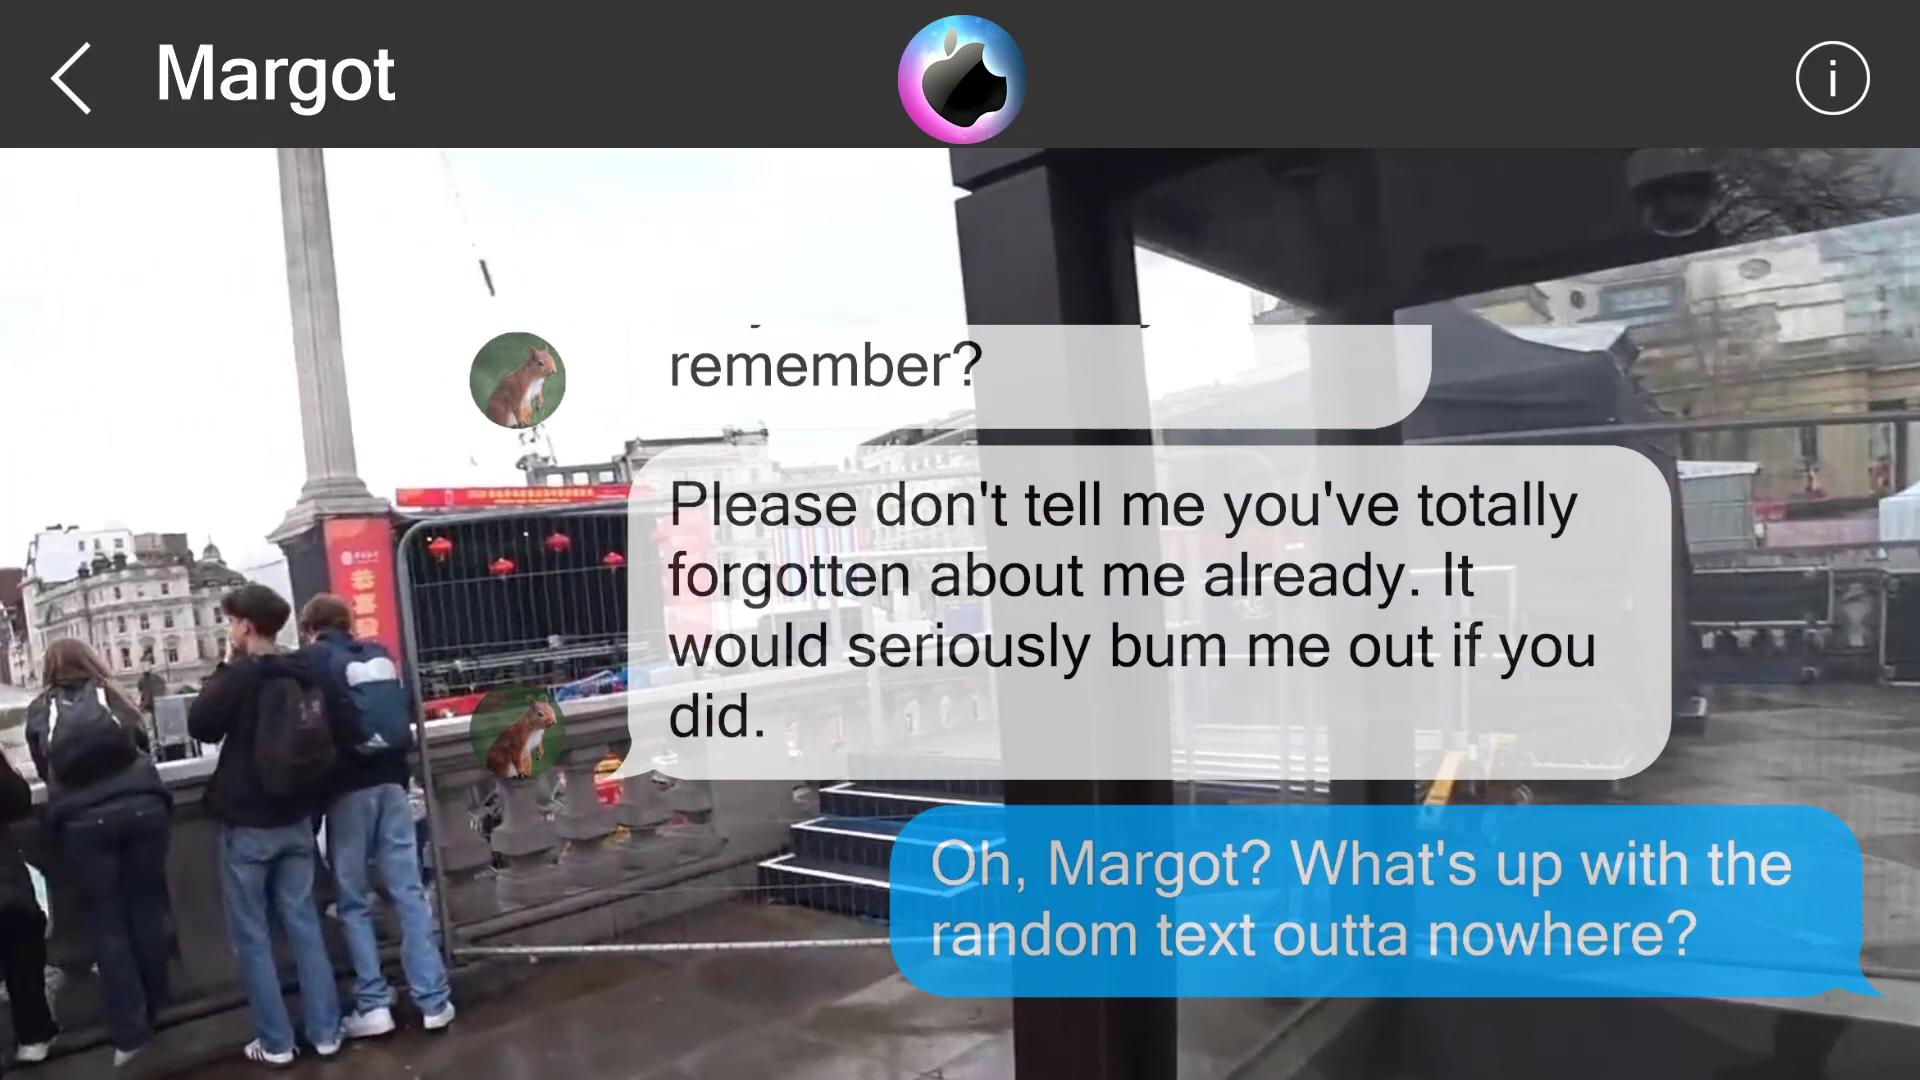 Margot
remember?
Please don't tell me you've totally
forgotten about me already. It
would seriously bum me out if you
did.
Oh, Margot? What's up with the
random text outta nowhere?